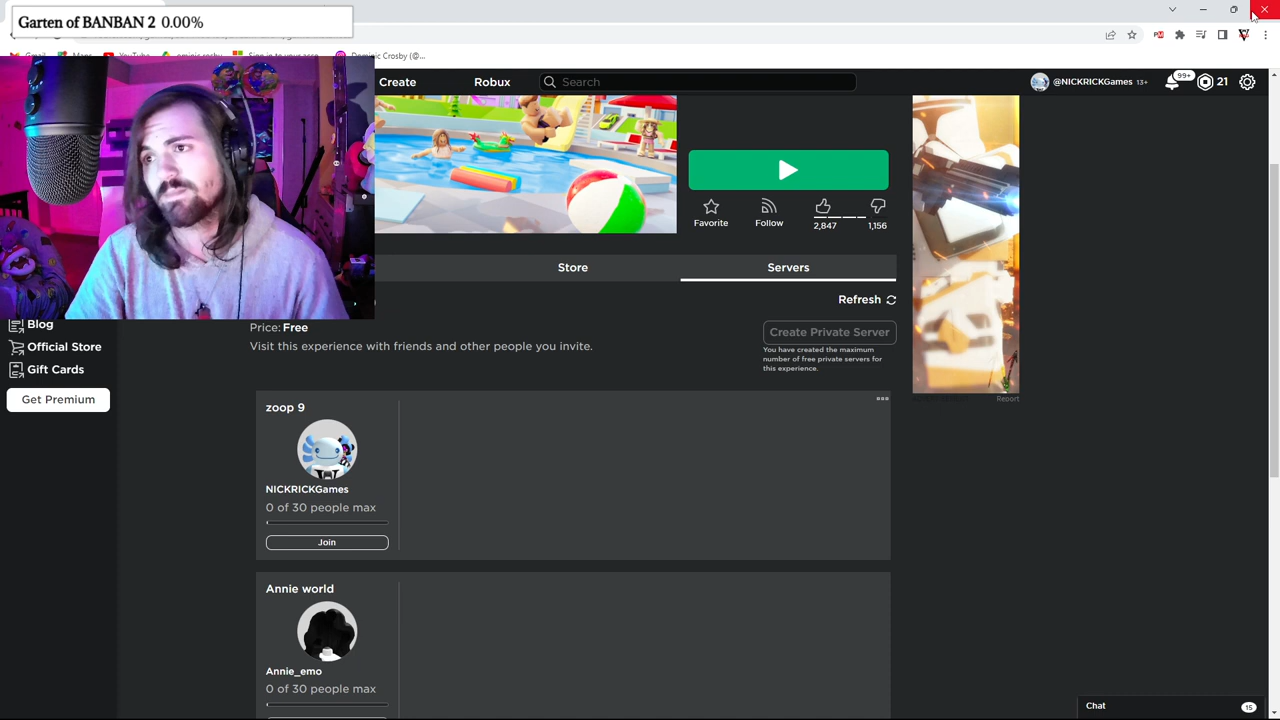 Garten of BANBAN 2 0.00%
Dominic Crosby (@...
Create
Robux
Search
@NICKRICKGames 13+
99+
21
Favorite
Follow
2,847
1,156
Store
Servers
Refresh
Blog
Official Store
Gift Cards
Get Premium
Price: Free
Visit this experience with friends and other people you invite.
Create Private Server
You have created the maximum
number of free private servers for
this experience.
Report
zoop 9
NICKRICKGames
0 of 30 people max
Join
Annie world
Annie_emo
0 of 30 people max
Chat
15